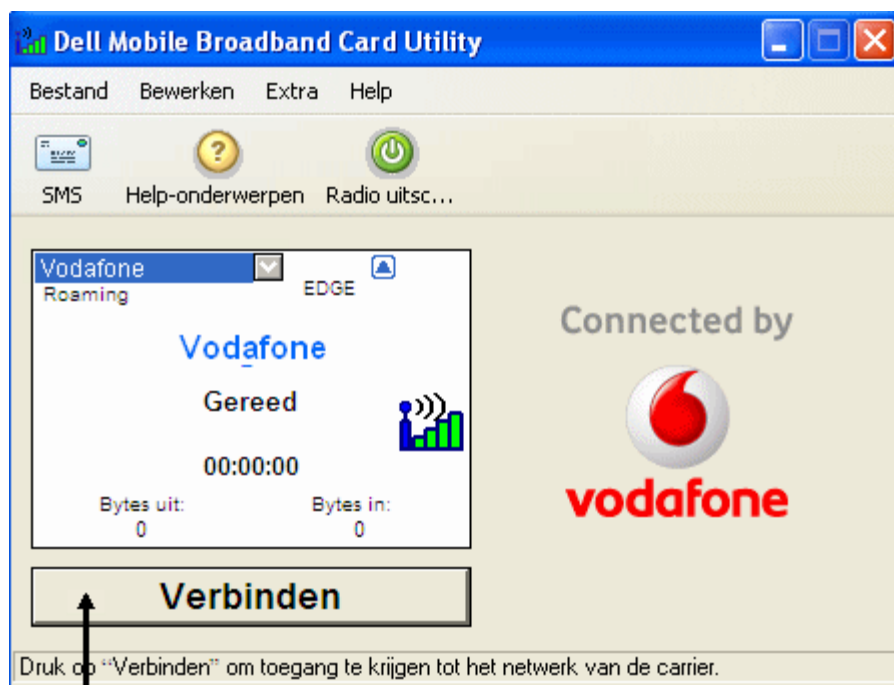 Dell Mobile Broadband Card Utility
Bestand Bewerken Extra Help
SMS Help-onderwerpen Radio uitsc...
Vodafone
Roaming EDGE
Vodafone
Gereed
00:00:00
Bytes uit: Bytes in:
0 0
Verbinden
Connected by
vodafone
Druk op “Verbinden” om toegang te krijgen tot het netwerk van de carrier.